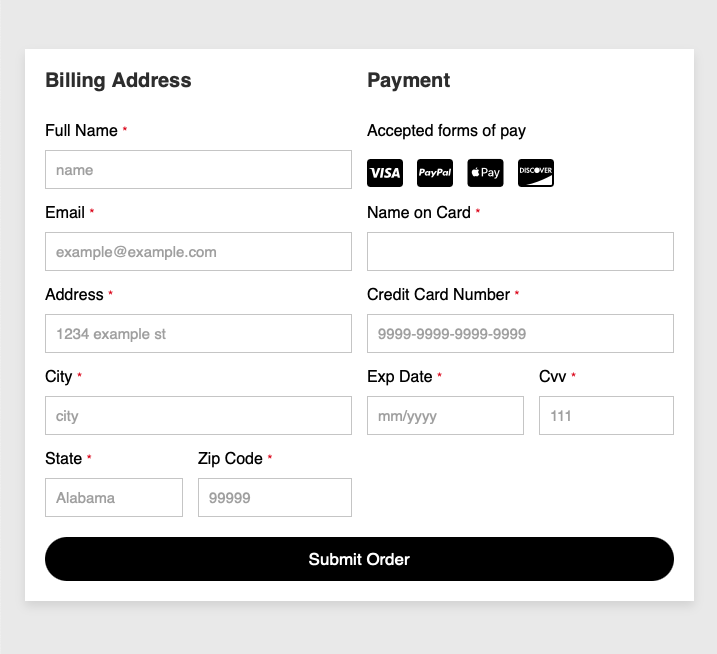 Billing Address
Full Name *
name
Email *
example@example.com
Address *
1234 example st
City *
city
State *
Alabama
Zip Code *
99999
Payment
Accepted forms of pay
VISA PayPal Pay DISCOVER
Name on Card *
Credit Card Number *
9999-9999-9999-9999
Exp Date *
mm/yyyy
Cvv *
111
Submit Order